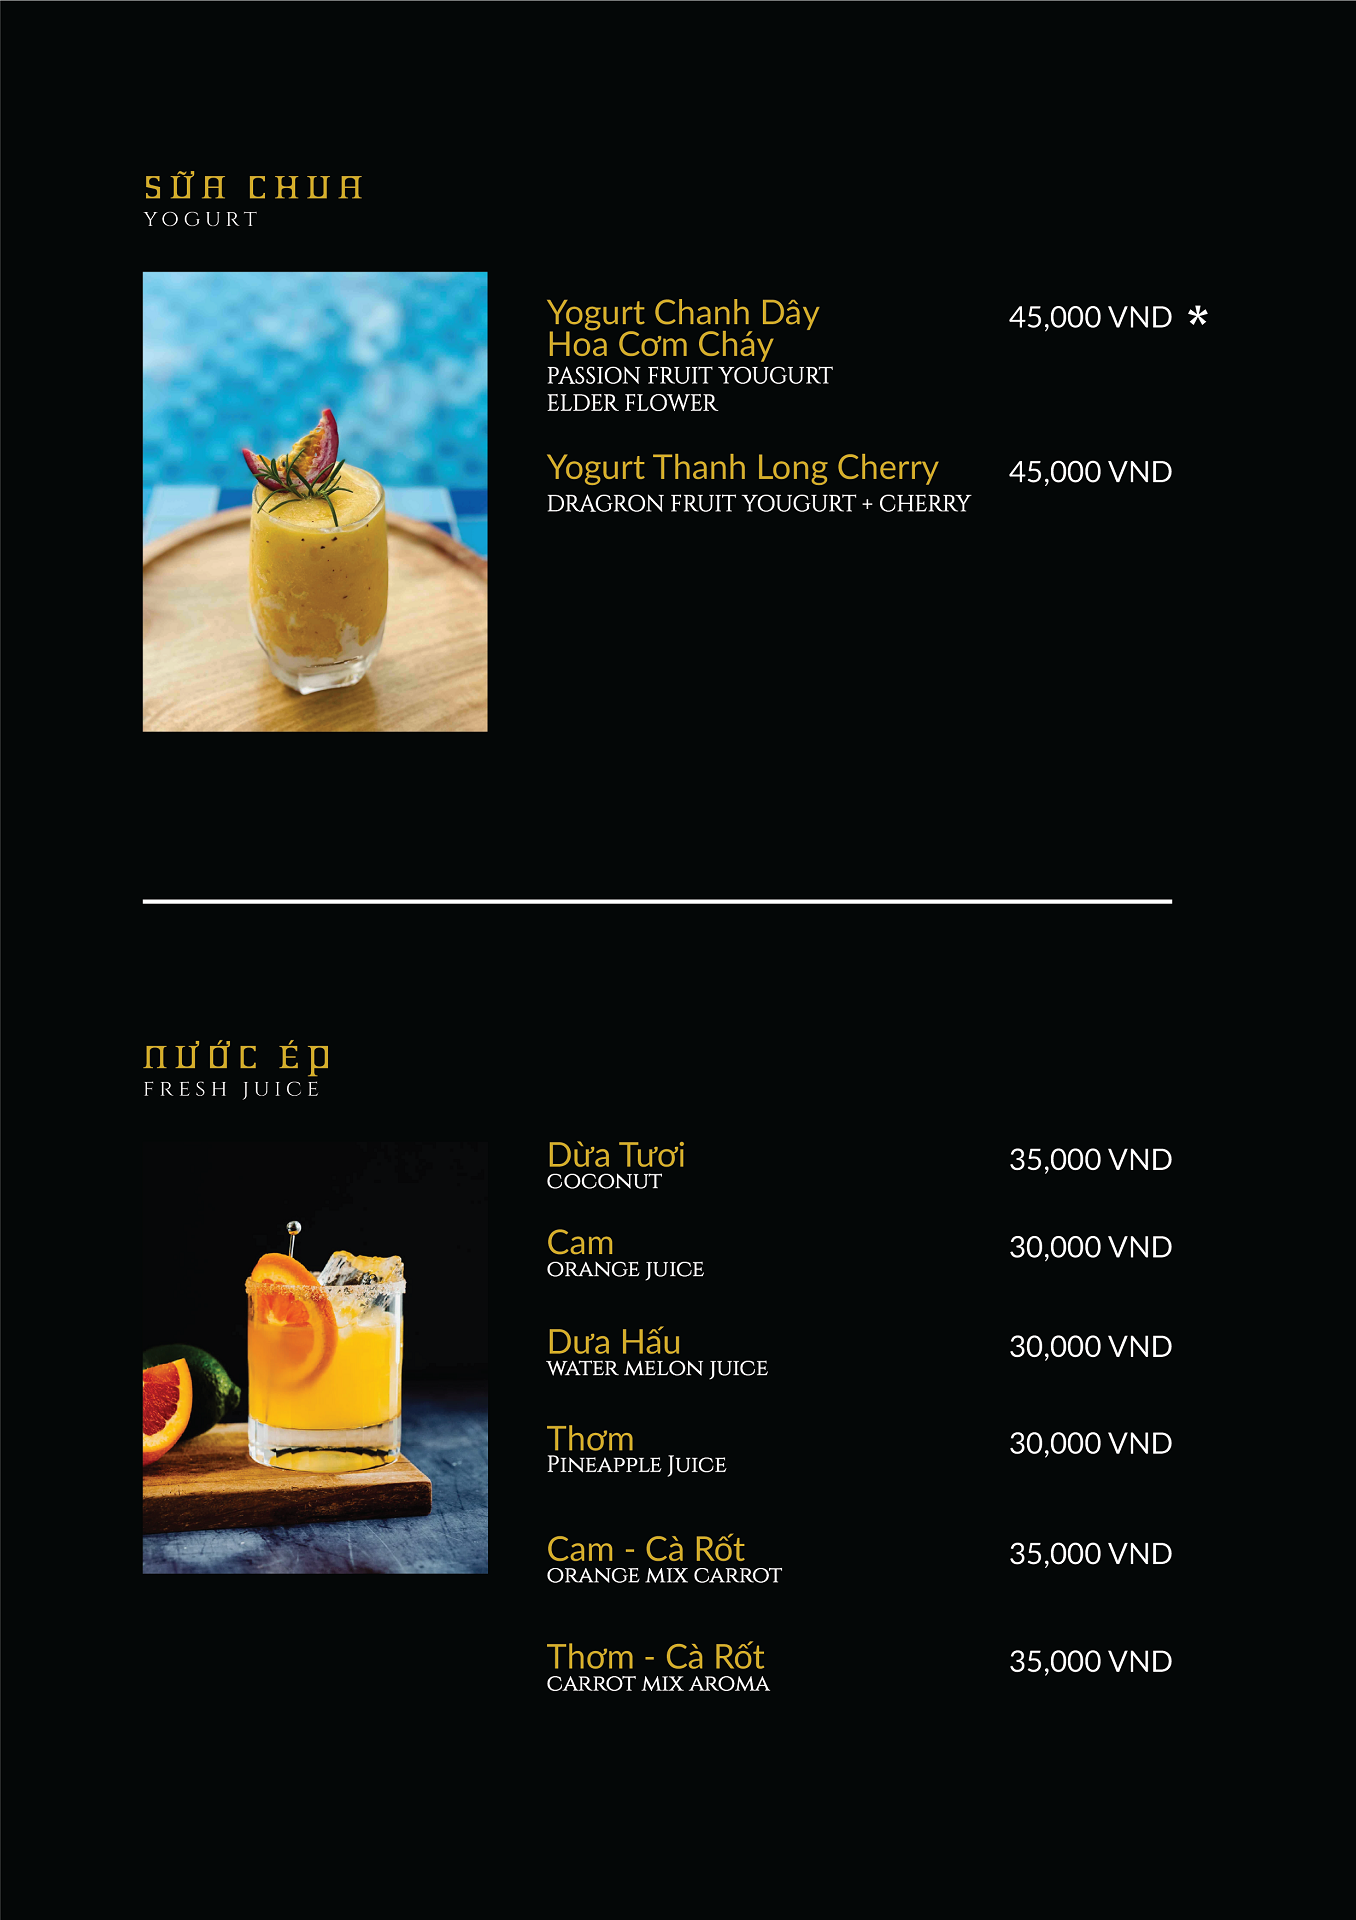 SỮA CHUA
YOGURT
Yogurt Chanh Dây
Hoa Cơm Cháy
45,000 VND *
PASSION FRUIT YOUGURT
ELDER FLOWER
Yogurt Thanh Long Cherry
45,000 VND
DRAGRON FRUIT YOUGURT + CHERRY
NƯỚC ÉP
FRESH JUICE
Dừa Tươi
35,000 VND
COCONUT
Cam
30,000 VND
ORANGE JUICE
Dưa Hấu
30,000 VND
WATER MELON JUICE
Thơm
30,000 VND
PINEAPPLE JUICE
Cam - Cà Rốt
35,000 VND
ORANGE MIX CARROT
Thơm - Cà Rốt
35,000 VND
CARROT MIX AROMA